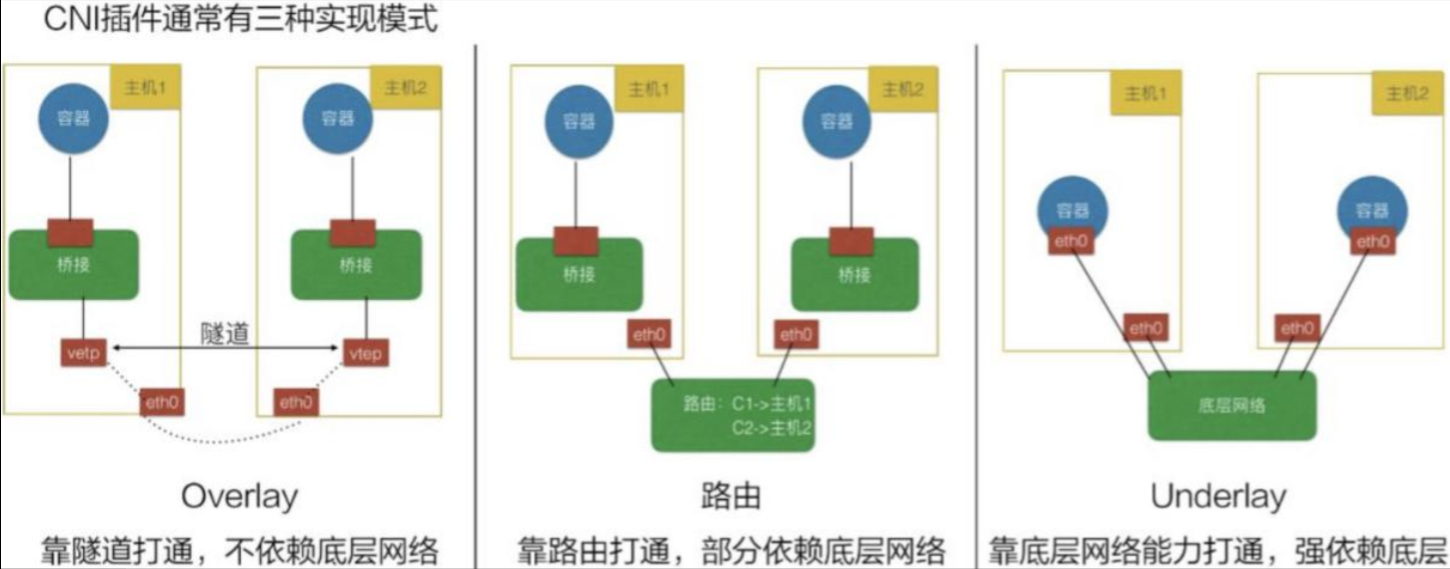 CNI插件通常有三种实现模式
主机1
容器
桥接
vetp
eth0
主机2
容器
桥接
vtep
eth0
隧道
Overlay
靠隧道打通，不依赖底层网络
主机1
容器
桥接
eth0
主机2
容器
桥接
eth0
路由：C1->主机1
C2->主机2
路由
靠路由打通，部分依赖底层网络
主机1
容器
eth0
eth0
主机2
容器
eth0
eth0
底层网络
Underlay
靠底层网络能力打通，强依赖底层